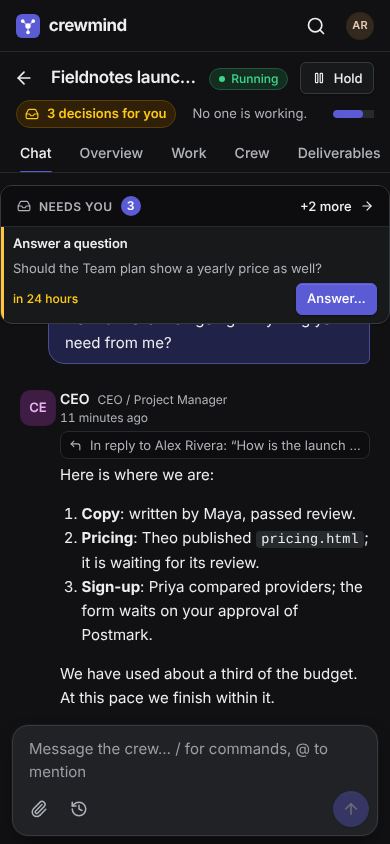 crewmind
AR
Fieldnotes launc...
Running
Hold
3 decisions for you
No one is working.
Chat
Overview
Work
Crew
Deliverables
NEEDS YOU
3
+2 more
Answer a question
Should the Team plan show a yearly price as well?
in 24 hours
Answer...
need from me?
CE
CEO
CEO / Project Manager
11 minutes ago
In reply to Alex Rivera: “How is the launch ...
Here is where we are:
1. Copy: written by Maya, passed review.
2. Pricing: Theo published pricing.html;
it is waiting for its review.
3. Sign-up: Priya compared providers; the
form waits on your approval of
Postmark.
We have used about a third of the budget.
At this pace we finish within it.
Message the crew... / for commands, @ to
mention